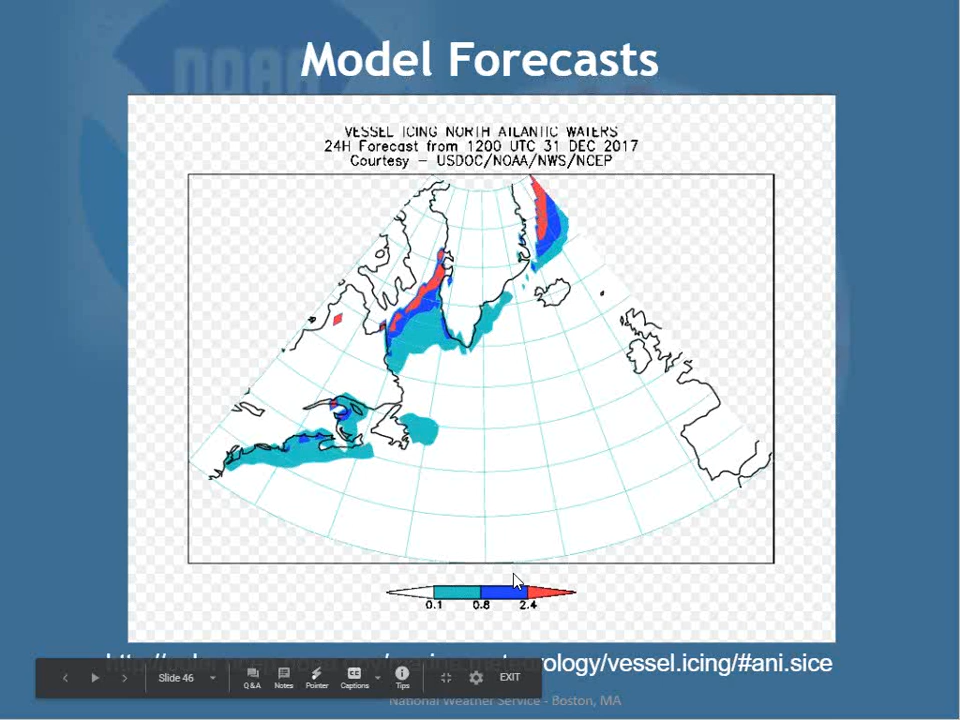 NOAA
Model Forecasts
VESSEL ICING NORTH ATLANTIC WATERS
24H Forecast from 1200 UTC 31 DEC 2017
Courtesy – USDOC/NOAA/NWS/NCEP
0.1 0.8 2.4
ology/vessel.icing/#ani.sice
Slide 46 Q&A Notes Pointer Captions Tips EXIT
National Weather Service - Boston, MA